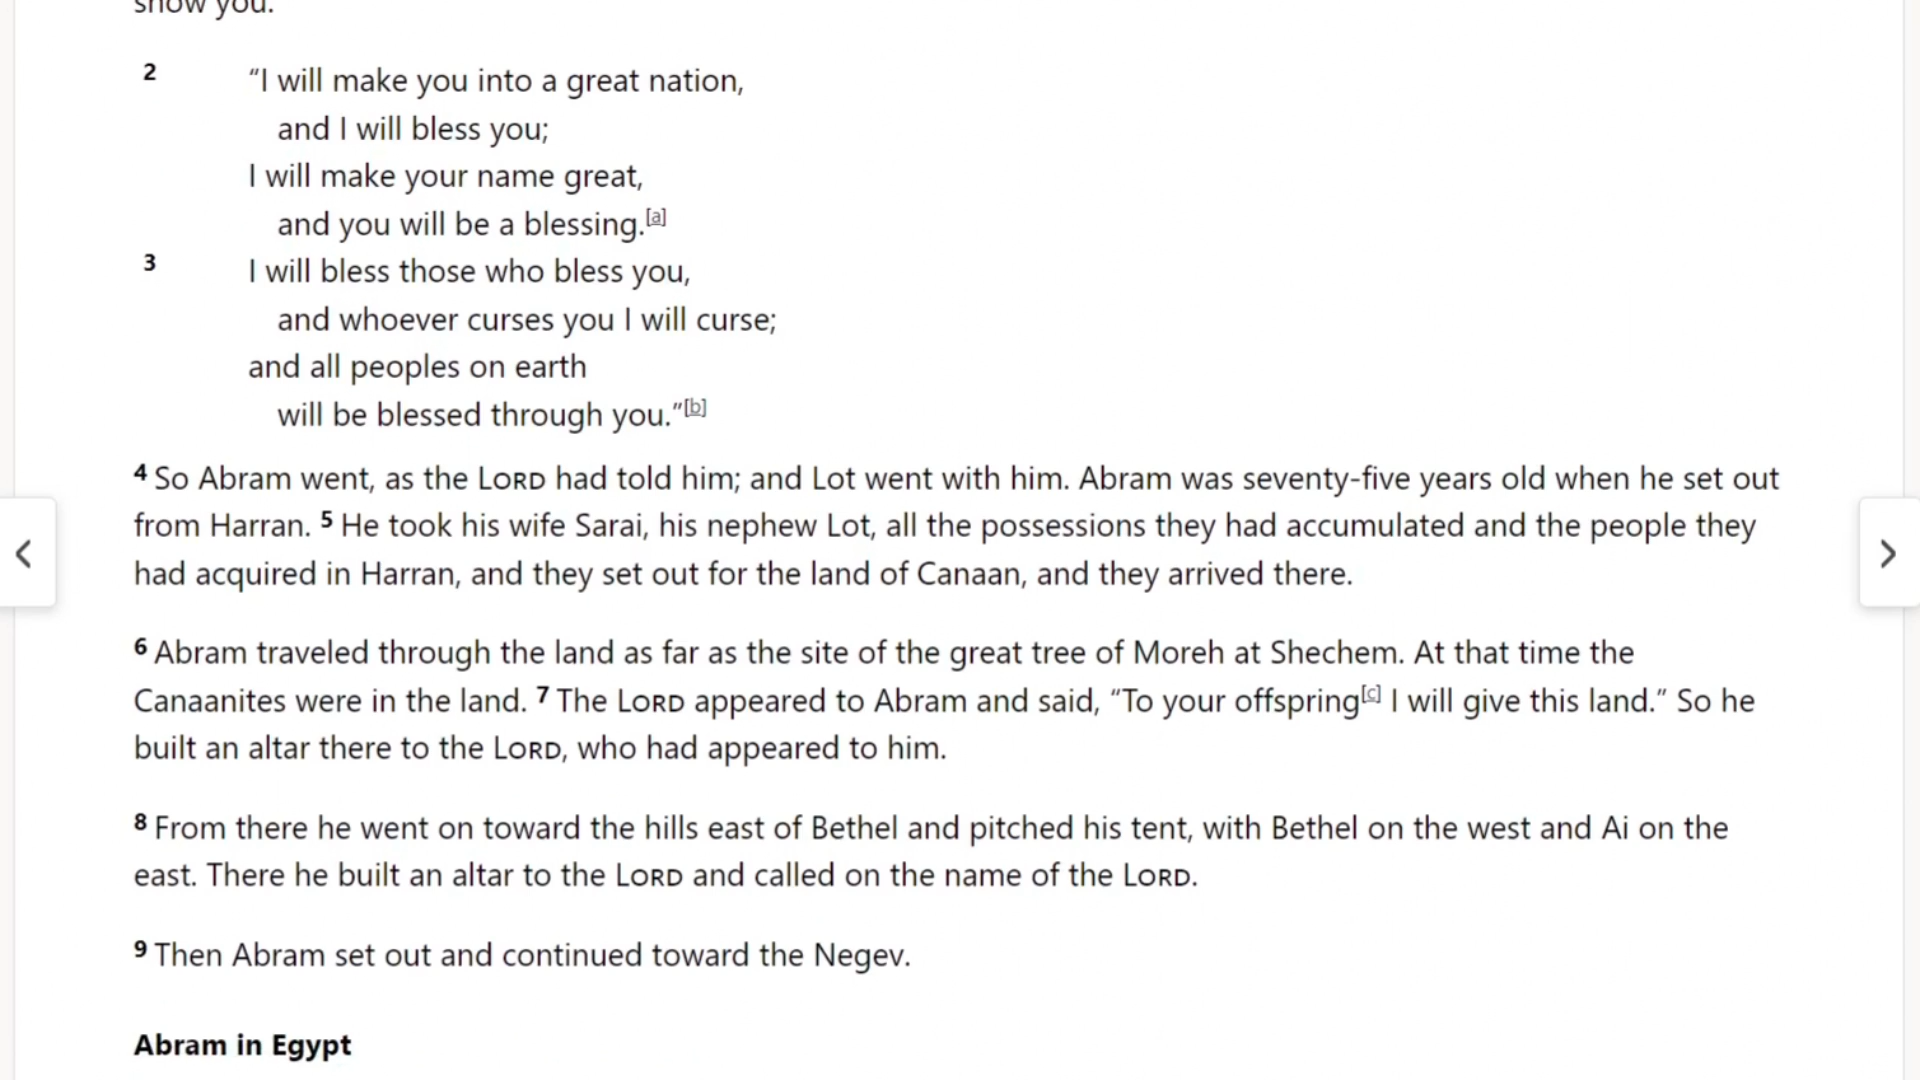 show you.
2 “I will make you into a great nation,
and I will bless you;
I will make your name great,
and you will be a blessing.[a]
3 I will bless those who bless you,
and whoever curses you I will curse;
and all peoples on earth
will be blessed through you.”[b]
4 So Abram went, as the LORD had told him; and Lot went with him. Abram was seventy-five years old when he set out
from Harran. 5 He took his wife Sarai, his nephew Lot, all the possessions they had accumulated and the people they
had acquired in Harran, and they set out for the land of Canaan, and they arrived there.
6 Abram traveled through the land as far as the site of the great tree of Moreh at Shechem. At that time the
Canaanites were in the land. 7 The LORD appeared to Abram and said, “To your offspring[c] I will give this land.” So he
built an altar there to the LORD, who had appeared to him.
8 From there he went on toward the hills east of Bethel and pitched his tent, with Bethel on the west and Ai on the
east. There he built an altar to the LORD and called on the name of the LORD.
9 Then Abram set out and continued toward the Negev.
Abram in Egypt